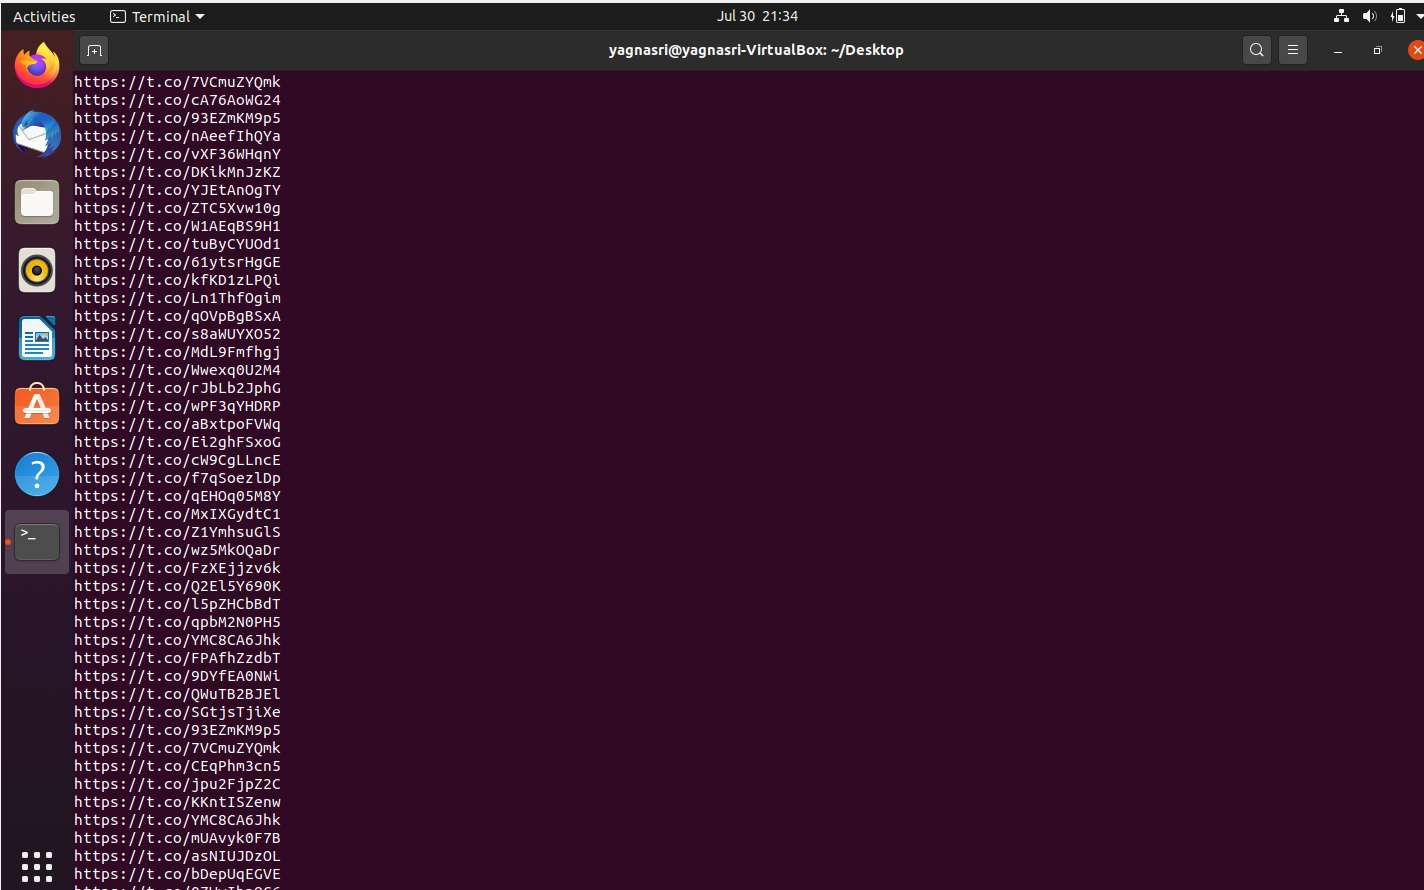 Activities
Terminal
Jul 30 21:34
yagnasri@yagnasri-VirtualBox: ~/Desktop
https://t.co/7VCmuZYQmk
https://t.co/cA76AoWG24
https://t.co/93EZmKM9p5
https://t.co/nAeefIhQYa
https://t.co/vXF36WHqnY
https://t.co/DKikMnJzKZ
https://t.co/YJEtAnOgTY
https://t.co/ZTC5Xvw10g
https://t.co/W1AEqBS9H1
https://t.co/tuByCYUOd1
https://t.co/61ytsrHgGE
https://t.co/kfKD1zLPQi
https://t.co/Ln1ThfOgim
https://t.co/qOVpBgBSxA
https://t.co/s8aWUYXO52
https://t.co/MdL9Fmfhgj
https://t.co/Wwexq0U2M4
https://t.co/rJbLb2JphG
https://t.co/wPF3qYHDRP
https://t.co/aBxtpoFVWq
https://t.co/Ei2ghFSxoG
https://t.co/cW9CgLLncE
https://t.co/f7qSoezlDp
https://t.co/qEHOq05M8Y
https://t.co/MxIXGydtC1
https://t.co/Z1YmhsuGlS
https://t.co/wz5MkOQaDr
https://t.co/FzXEjjzv6k
https://t.co/Q2El5Y690K
https://t.co/l5pZHCbBdT
https://t.co/qpbM2N0PH5
https://t.co/YMC8CA6Jhk
https://t.co/FPAfhZzdbT
https://t.co/9DYfEA0NWi
https://t.co/QWuTB2BJEl
https://t.co/SGtjsTjiXe
https://t.co/93EZmKM9p5
https://t.co/7VCmuZYQmk
https://t.co/CEqPhm3cn5
https://t.co/jpu2FjpZ2C
https://t.co/KKntISZenw
https://t.co/YMC8CA6Jhk
https://t.co/mUAvyk0F7B
https://t.co/asNIUJDzOL
https://t.co/bDepUqEGVE